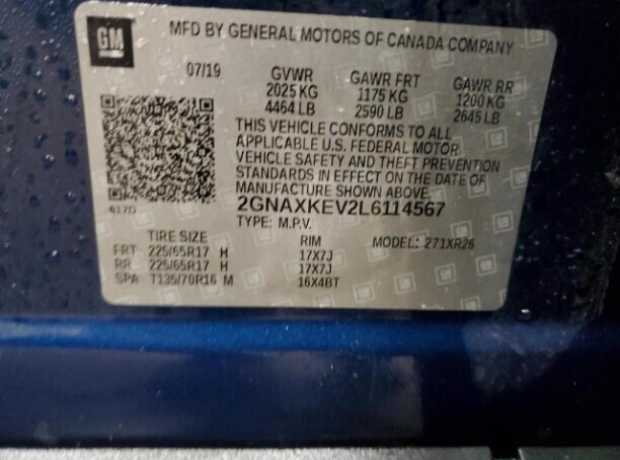 GM
MFD BY GENERAL MOTORS OF CANADA COMPANY
07/19 GVWR GAWR FRT GAWR RR
2025 KG 1175 KG 1200 KG
4464 LB 2590 LB 2645 LB
THIS VEHICLE CONFORMS TO ALL
APPLICABLE U.S. FEDERAL MOTOR
VEHICLE SAFETY AND THEFT PREVENTION
STANDARDS IN EFFECT ON THE DATE OF
MANUFACTURE SHOWN ABOVE.
2GNAXKEV2L6114567
TYPE: M.P.V.
TIRE SIZE RIM MODEL: 271XR26
FRT 225/65R17 H 17X7J
RR 225/65R17 H 17X7J
SPA T135/70R16 M 16X4BT